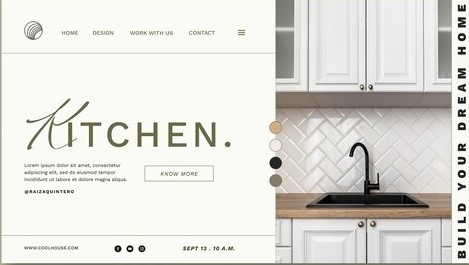 HOME DESIGN WORK WITH US CONTACT
KITCHEN.
Lorem ipsum dolor sit amet, consectetur
adipiscing elit, sed do eiusmod tempor
incididunt ut labore et dolore magna aliqua.
@RAIZAQUINTERO
KNOW MORE
WWW.COOLHOUSE.COM
SEPT 13 . 10 A.M.
BUILD YOUR DREAM HOME